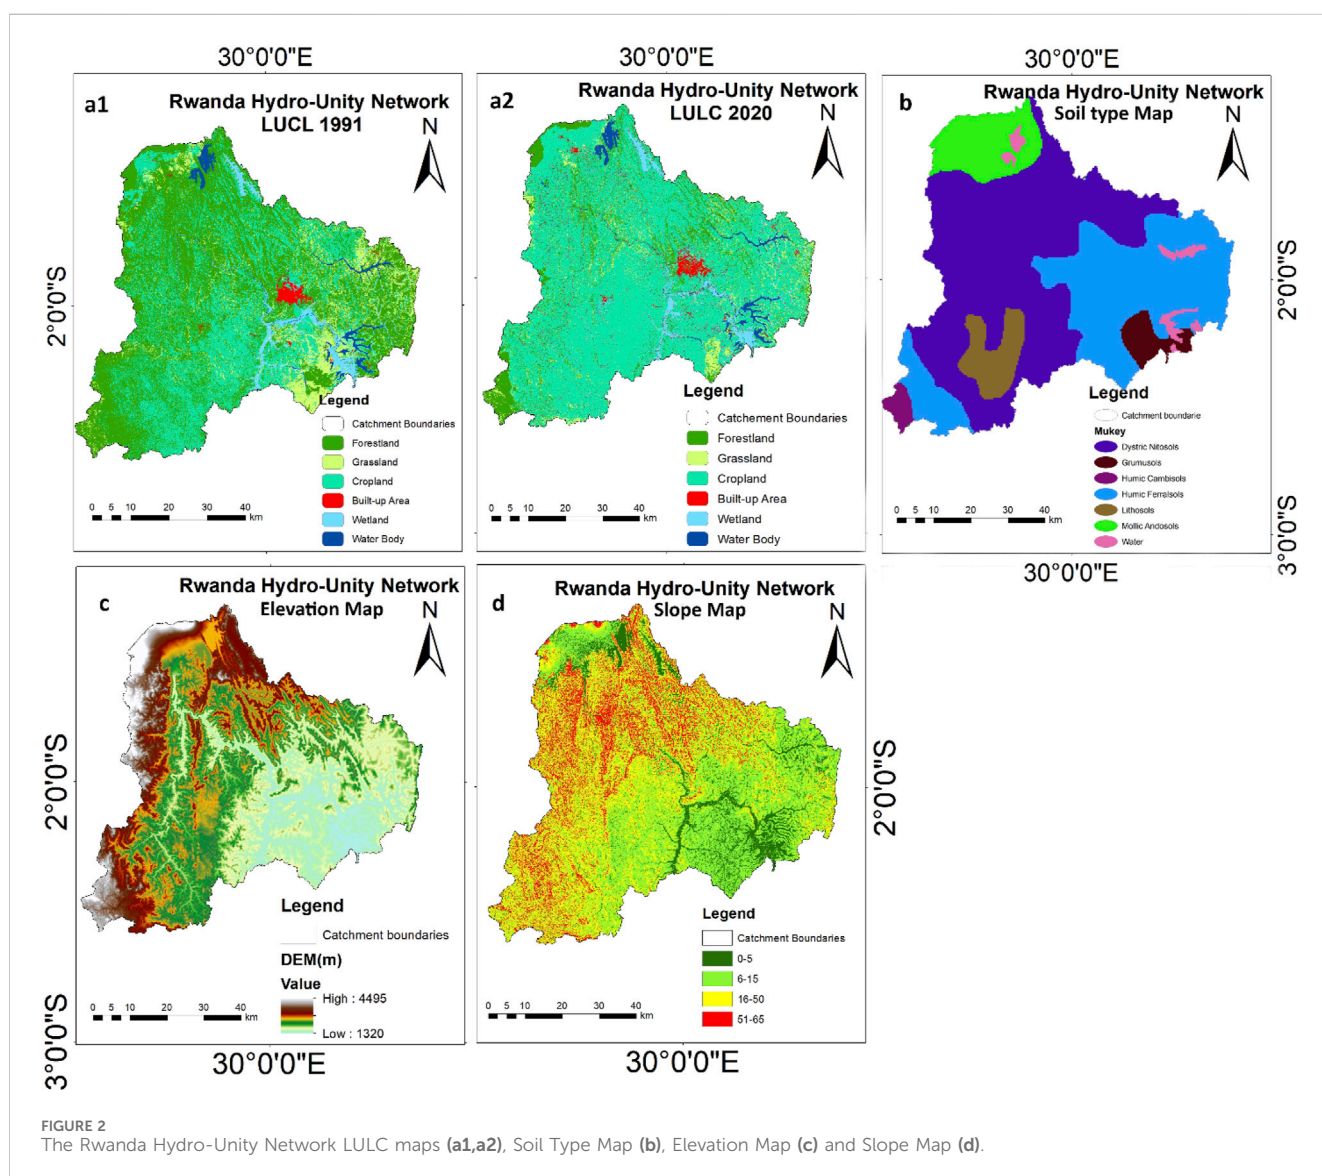 30°0'0"E
30°0'0"E
30°0'0"E
a1
Rwanda Hydro-Unity Network
LUCL 1991
N
2°0'0"S
Legend
Catchement Boundaries
Forestland
Grassland
Cropland
Built-up Area
Wetland
Water Body
0 5 10 20 30 40
km
a2
Rwanda Hydro-Unity Network
LULC 2020
N
Legend
Catchement Boundaries
Forestland
Grassland
Cropland
Built-up Area
Wetland
Water Body
0 5 10 20 30 40
km
b
Rwanda Hydro-Unity Network
Soil type Map
N
2°0'0"S
Legend
Catchment boundarie
Mukey
Dystric Nitosols
Grumusols
Humic Cambisols
Humic Ferralsols
Lithosols
Mollic Andosols
Water
0 5 10 20 30 40
km
3°0'0"S
30°0'0"E
c
Rwanda Hydro-Unity Network
Elevation Map
N
2°0'0"S
Legend
Catchment boundaries
DEM(m)
Value
High : 4495
Low : 1320
0 5 10 20 30 40
km
3°0'0"S
30°0'0"E
d
Rwanda Hydro-Unity Network
Slope Map
N
2°0'0"S
Legend
Catchment Boundaries
0-5
6-15
16-50
51-65
0 5 10 20 30 40
km
30°0'0"E
FIGURE 2
The Rwanda Hydro-Unity Network LULC maps (a1,a2), Soil Type Map (b), Elevation Map (c) and Slope Map (d).